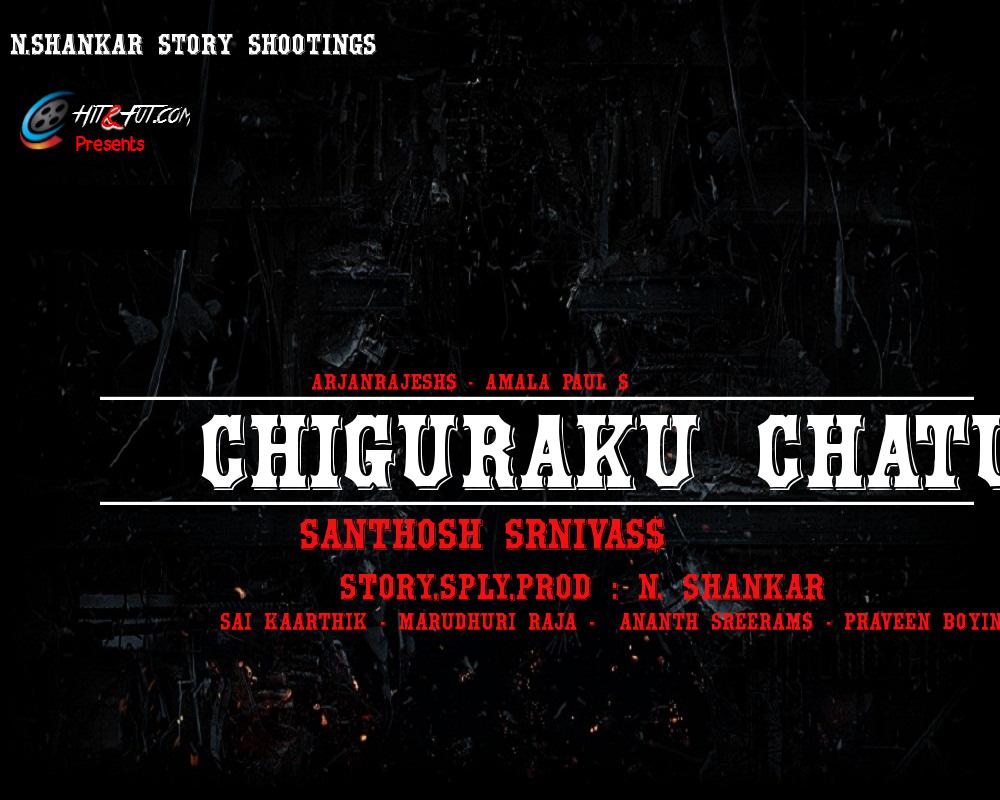 N.SHANKAR STORY SHOOTINGS
HIT&FUT.COM
Presents
ARJANRAJESH$ - AMALA PAUL $
CHIGURAKU CHATU
SANTHOSH SRNIVAS$
STORY,SPLY,PROD :- N. SHANKAR
SAI KAARTHIK - MARUDHURI RAJA - ANANTH SREERAM$ - PRAVEEN BOYIN